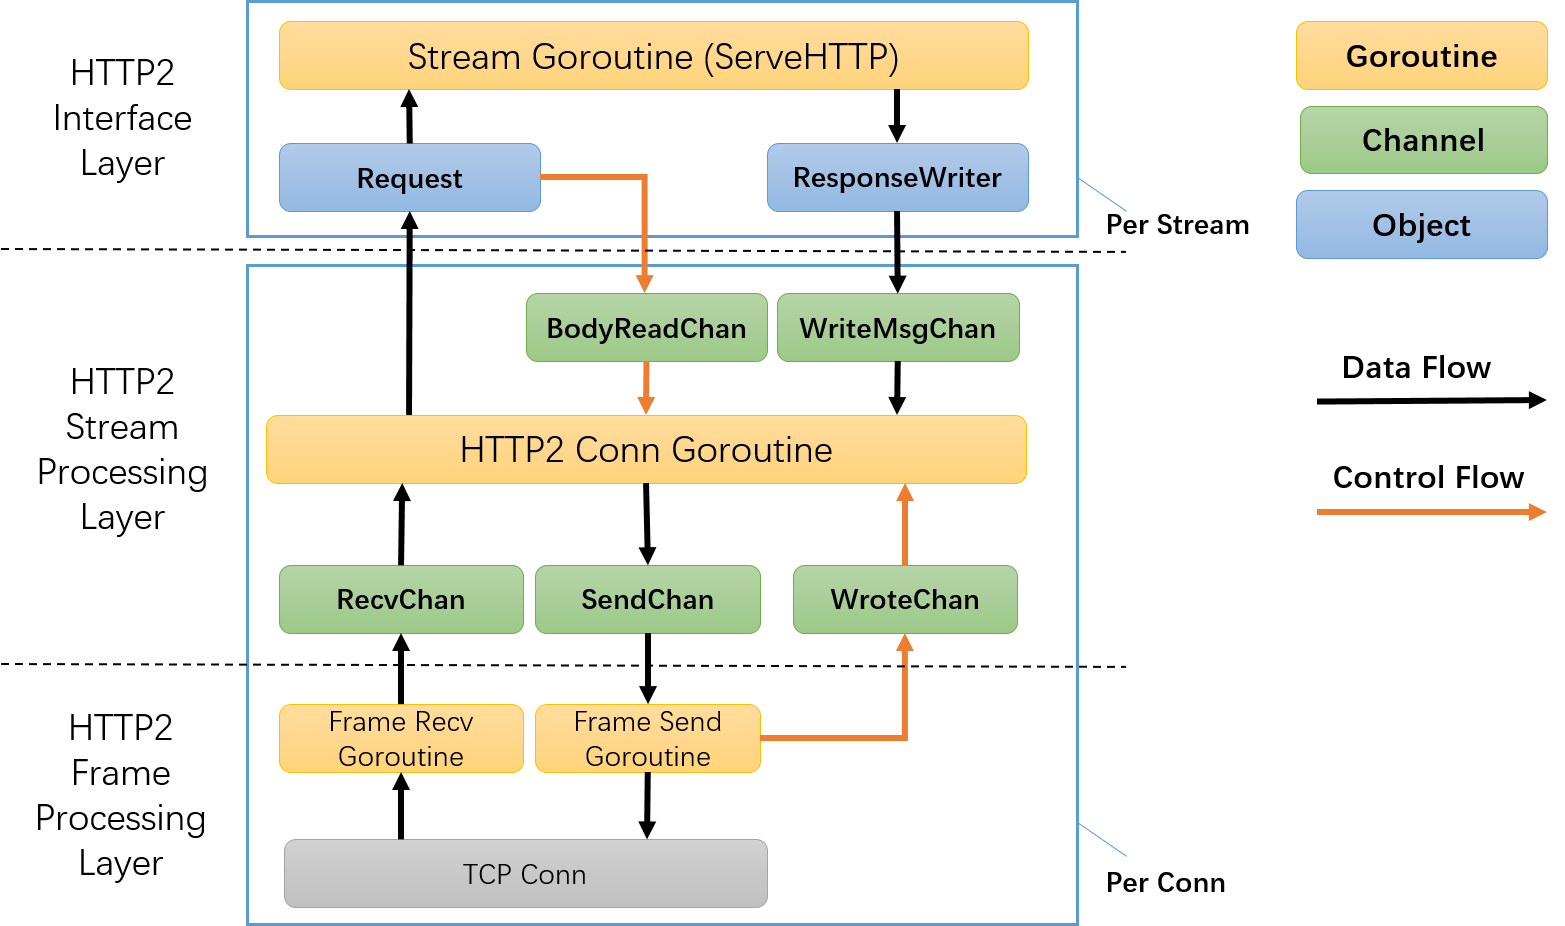 HTTP2
Interface
Layer
Stream Goroutine (ServeHTTP)
Request
ResponseWriter
Per Stream
HTTP2
Stream
Processing
Layer
BodyReadChan
WriteMsgChan
HTTP2 Conn Goroutine
RecvChan
SendChan
WroteChan
HTTP2
Frame
Processing
Layer
Frame Recv
Goroutine
Frame Send
Goroutine
TCP Conn
Per Conn
Goroutine
Channel
Object
Data Flow
Control Flow